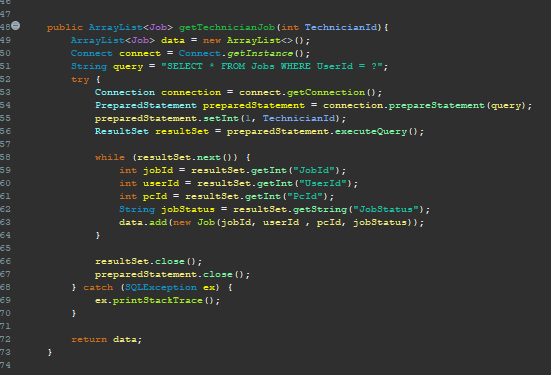 46
47
48 public ArrayList<Job> getTechnicianJob(int TechnicianId){
49 ArrayList<Job> data = new ArrayList<>();
50 Connect connect = Connect.getInstance();
51 String query = "SELECT * FROM Jobs WHERE UserId = ?";
52 try {
53 Connection connection = connect.getConnection();
54 PreparedStatement preparedStatement = connection.prepareStatement(query);
55 preparedStatement.setInt(1, TechnicianId);
56 ResultSet resultSet = preparedStatement.executeQuery();
57
58 while (resultSet.next()) {
59 int jobId = resultSet.getInt("JobId");
60 int userId = resultSet.getInt("UserId");
61 int pcId = resultSet.getInt("PcId");
62 String jobStatus = resultSet.getString("JobStatus");
63 data.add(new Job(jobId, userId , pcId, jobStatus));
64 }
65
66 resultSet.close();
67 preparedStatement.close();
68 } catch (SQLException ex) {
69 ex.printStackTrace();
70 }
71
72 return data;
73 }
74